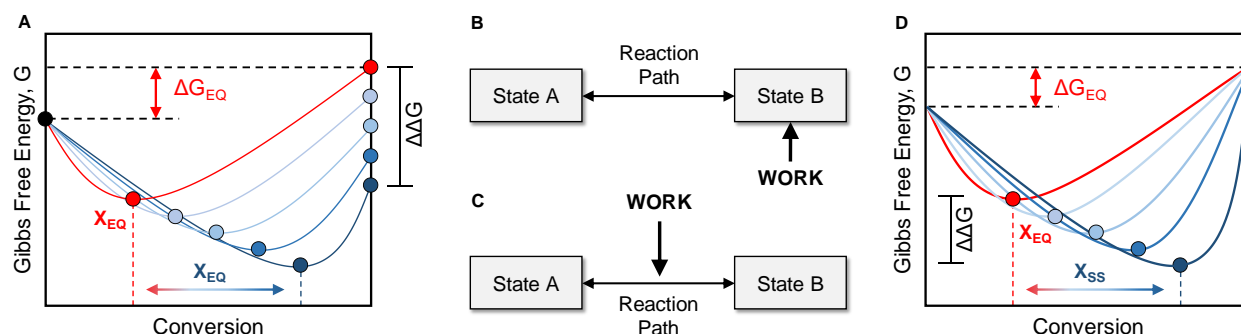 A
Gibbs Free Energy, G
ΔG_EQ
ΔΔG
X_EQ
X_EQ
Conversion
B
Reaction
Path
State A
State B
WORK
C
WORK
State A
State B
Reaction
Path
D
Gibbs Free Energy, G
ΔG_EQ
ΔΔG
X_EQ
X_SS
Conversion